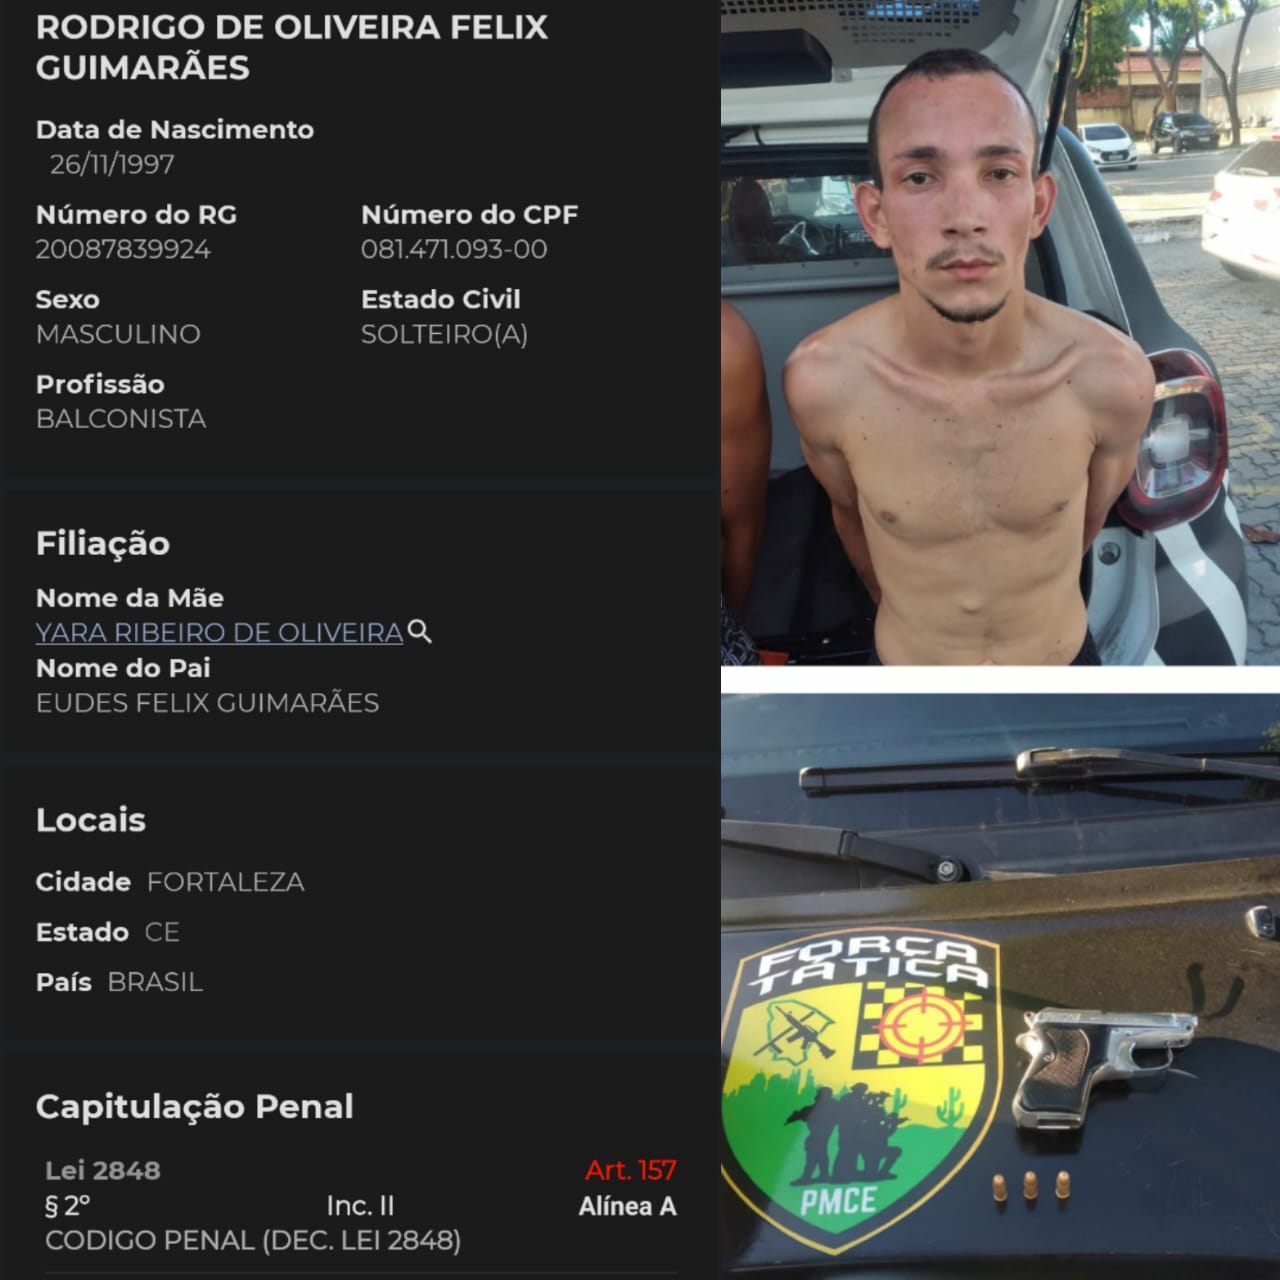 RODRIGO DE OLIVEIRA FELIX
GUIMARÃES
Data de Nascimento
26/11/1997
Número do RG Número do CPF
20087839924 081.471.093-00
Sexo Estado Civil
MASCULINO SOLTEIRO(A)
Profissão
BALCONISTA
Filiação
Nome da Mãe
YARA RIBEIRO DE OLIVEIRA
Nome do Pai
EUDES FELIX GUIMARÃES
Locais
Cidade FORTALEZA
Estado CE
País BRASIL
Capitulação Penal
Lei 2848 Art. 157
§ 2º Inc. II Alínea A
CODIGO PENAL (DEC. LEI 2848)
FORÇA
TÁTICA
PMCE